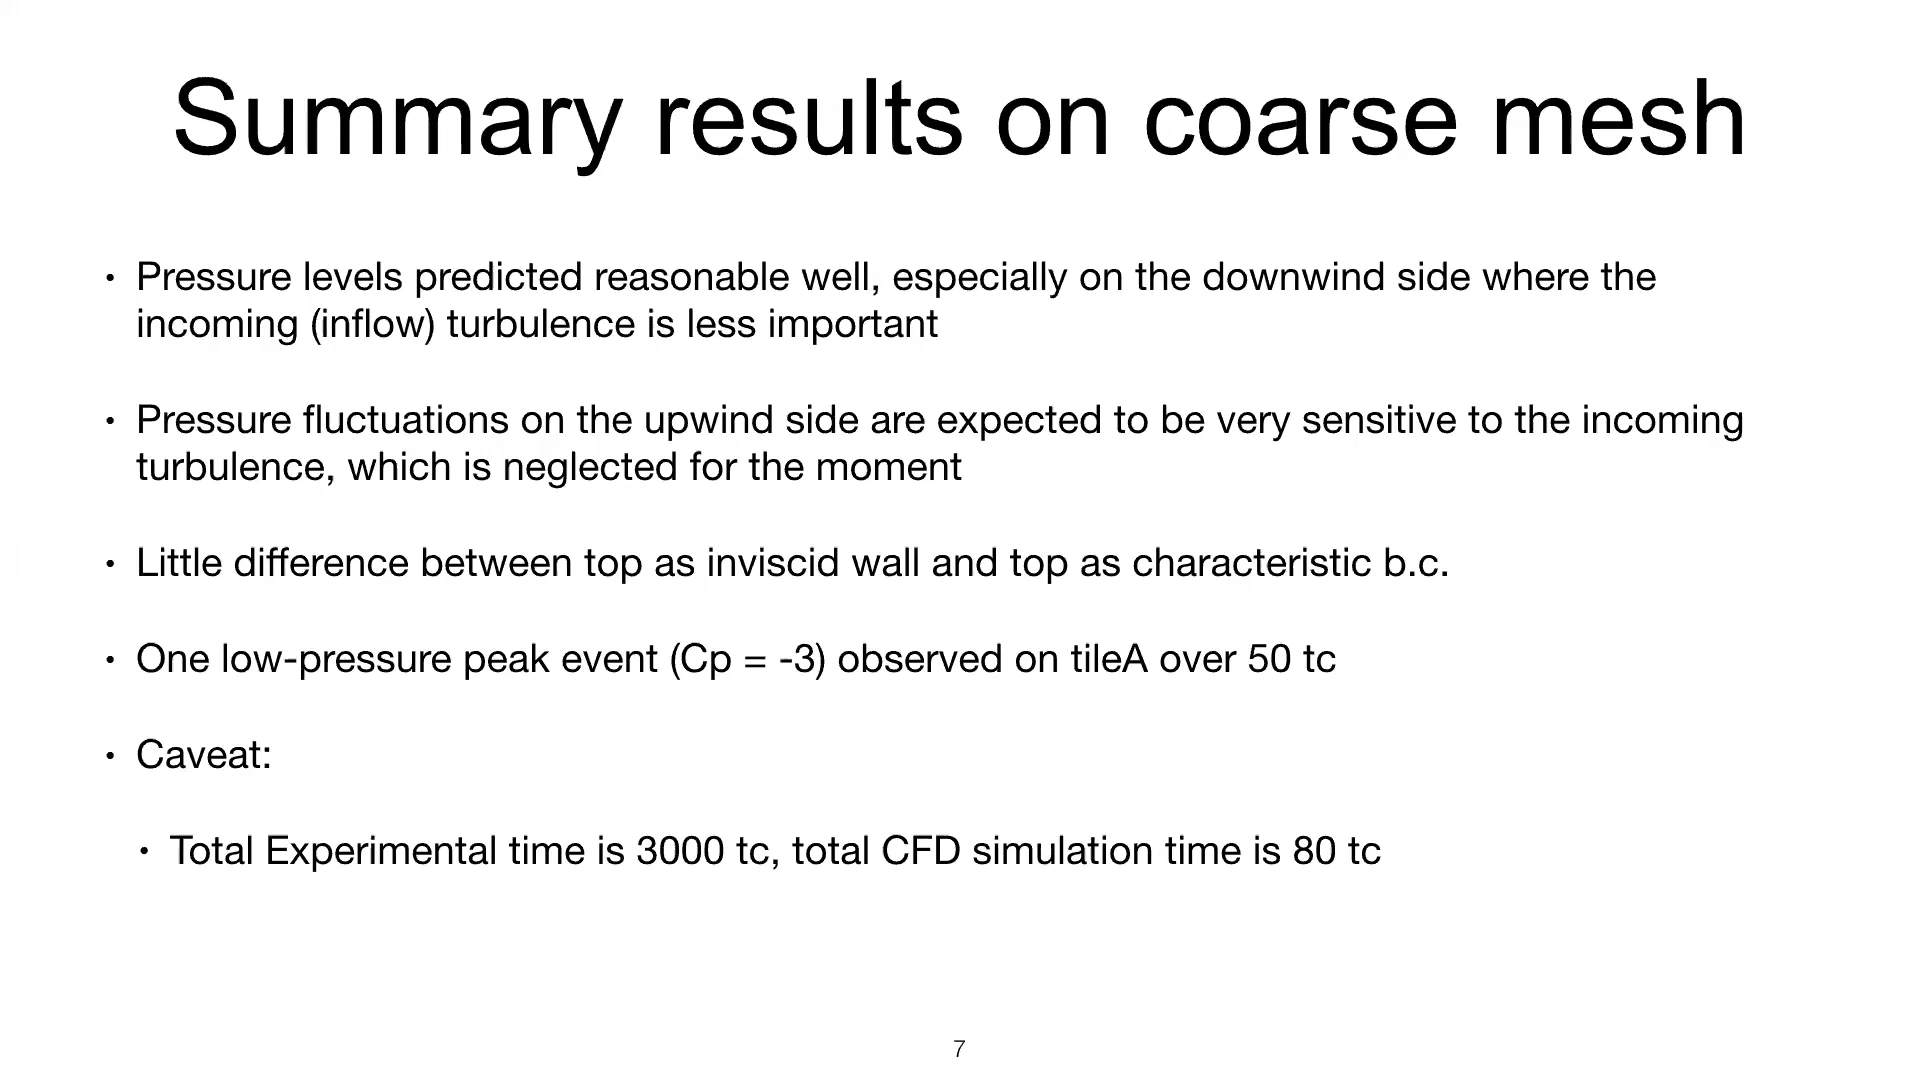 Summary results on coarse mesh
• Pressure levels predicted reasonable well, especially on the downwind side where the
incoming (inflow) turbulence is less important
• Pressure fluctuations on the upwind side are expected to be very sensitive to the incoming
turbulence, which is neglected for the moment
• Little difference between top as inviscid wall and top as characteristic b.c.
• One low-pressure peak event (Cp = -3) observed on tileA over 50 tc
• Caveat:
• Total Experimental time is 3000 tc, total CFD simulation time is 80 tc
7